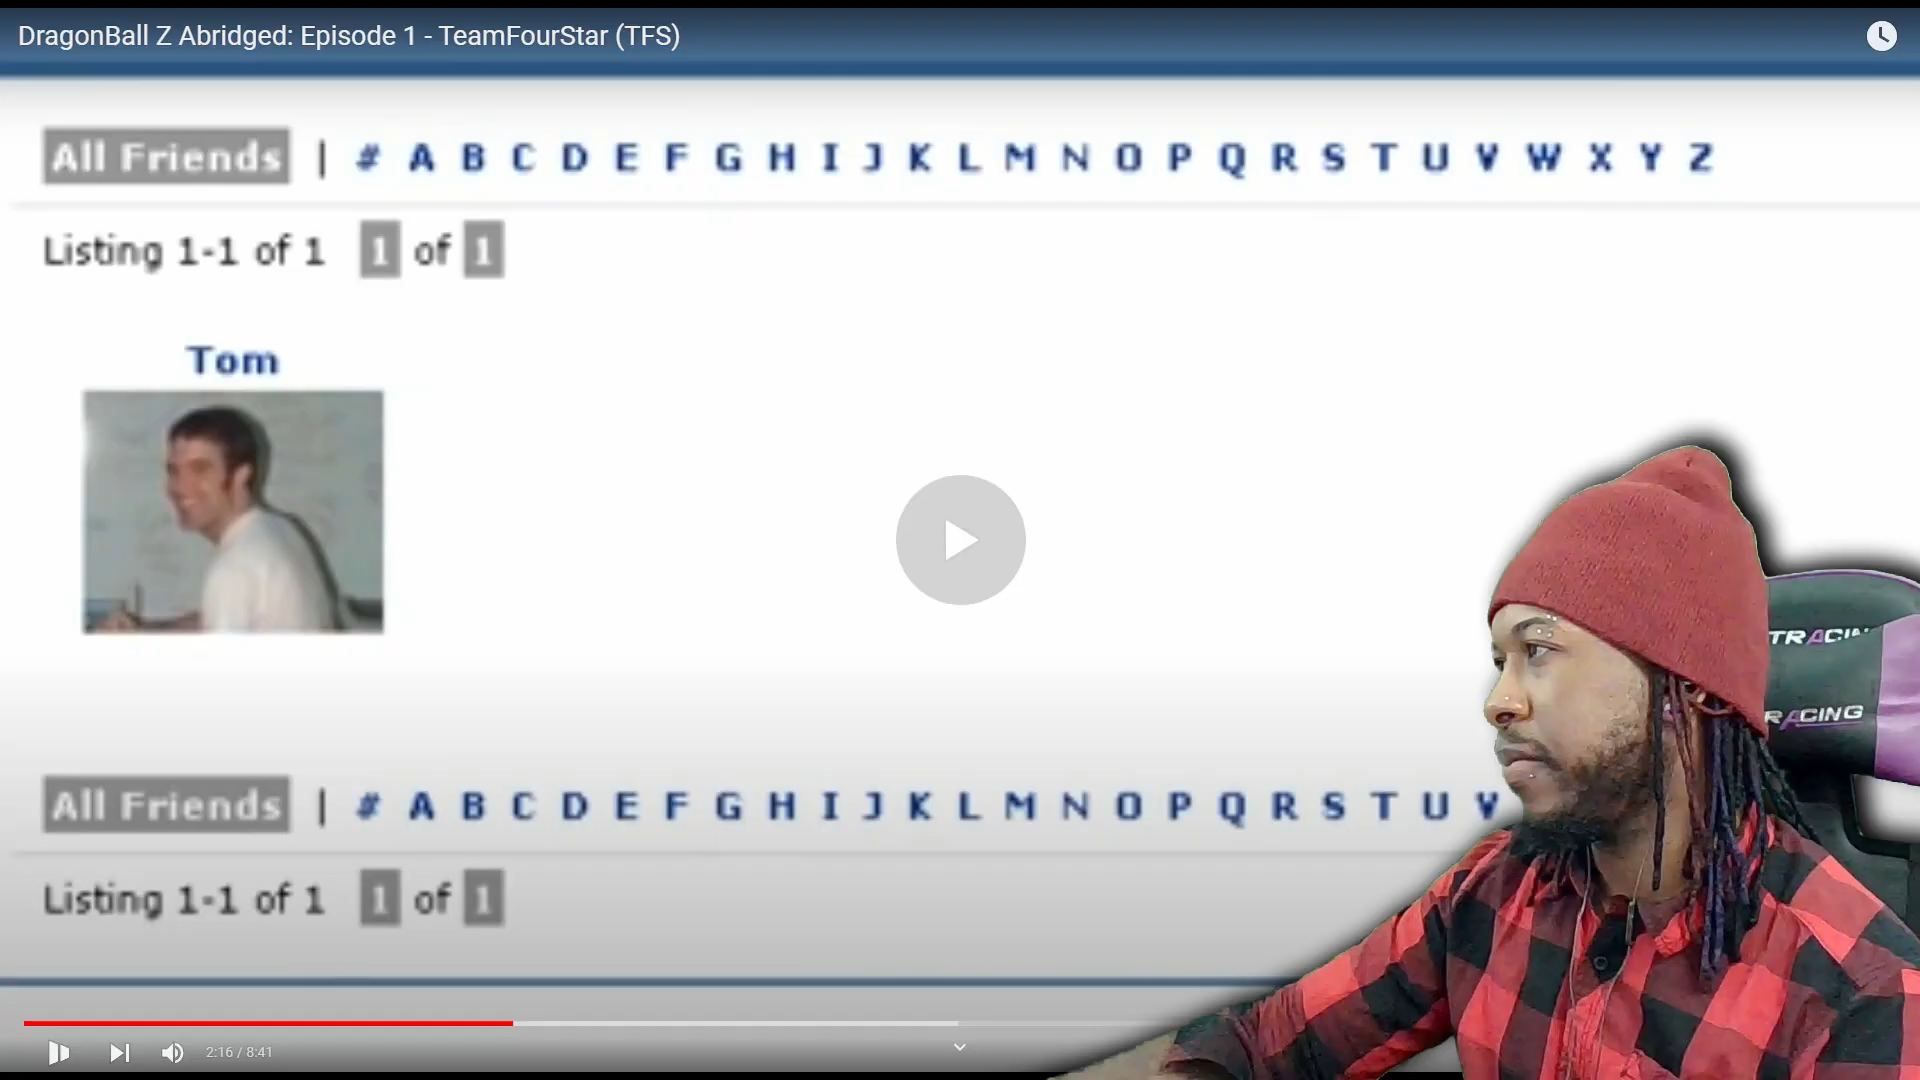 DragonBall Z Abridged: Episode 1 - TeamFourStar (TFS)
All Friends | # A B C D E F G H I J K L M N O P Q R S T U V W X Y Z
Listing 1-1 of 1 1 of 1
Tom
TRACIN
RACING
All Friends | # A B C D E F G H I J K L M N O P Q R S T U V
Listing 1-1 of 1 1 of 1
2:16 / 8:41